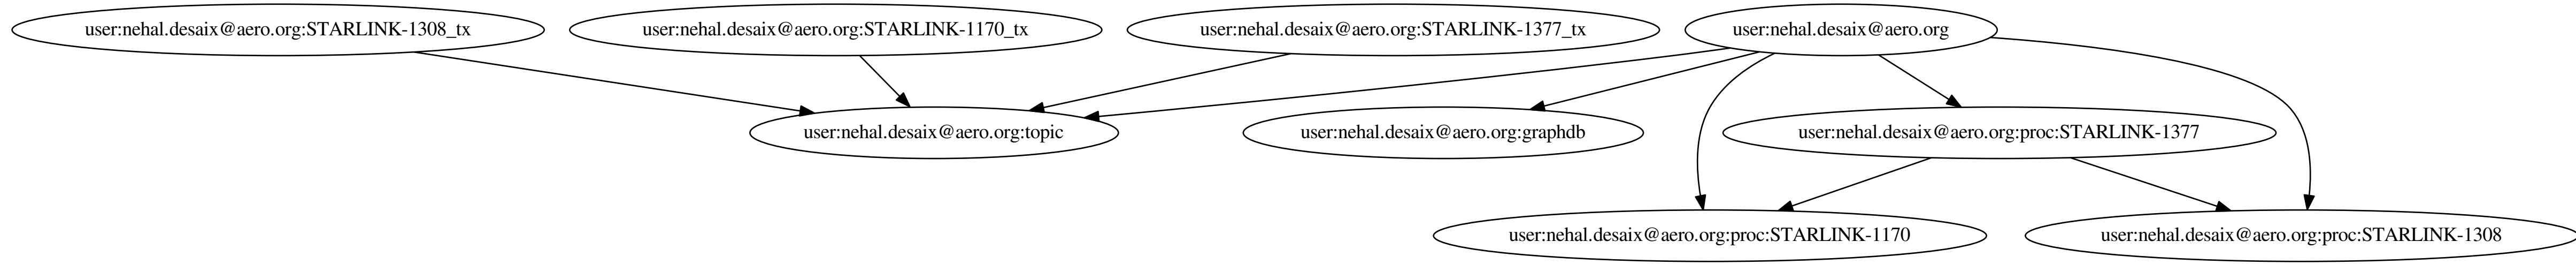 user:nehal.desaix@aero.org:STARLINK-1308_tx
user:nehal.desaix@aero.org:STARLINK-1170_tx
user:nehal.desaix@aero.org:STARLINK-1377_tx
user:nehal.desaix@aero.org
user:nehal.desaix@aero.org:topic
user:nehal.desaix@aero.org:graphdb
user:nehal.desaix@aero.org:proc:STARLINK-1377
user:nehal.desaix@aero.org:proc:STARLINK-1170
user:nehal.desaix@aero.org:proc:STARLINK-1308